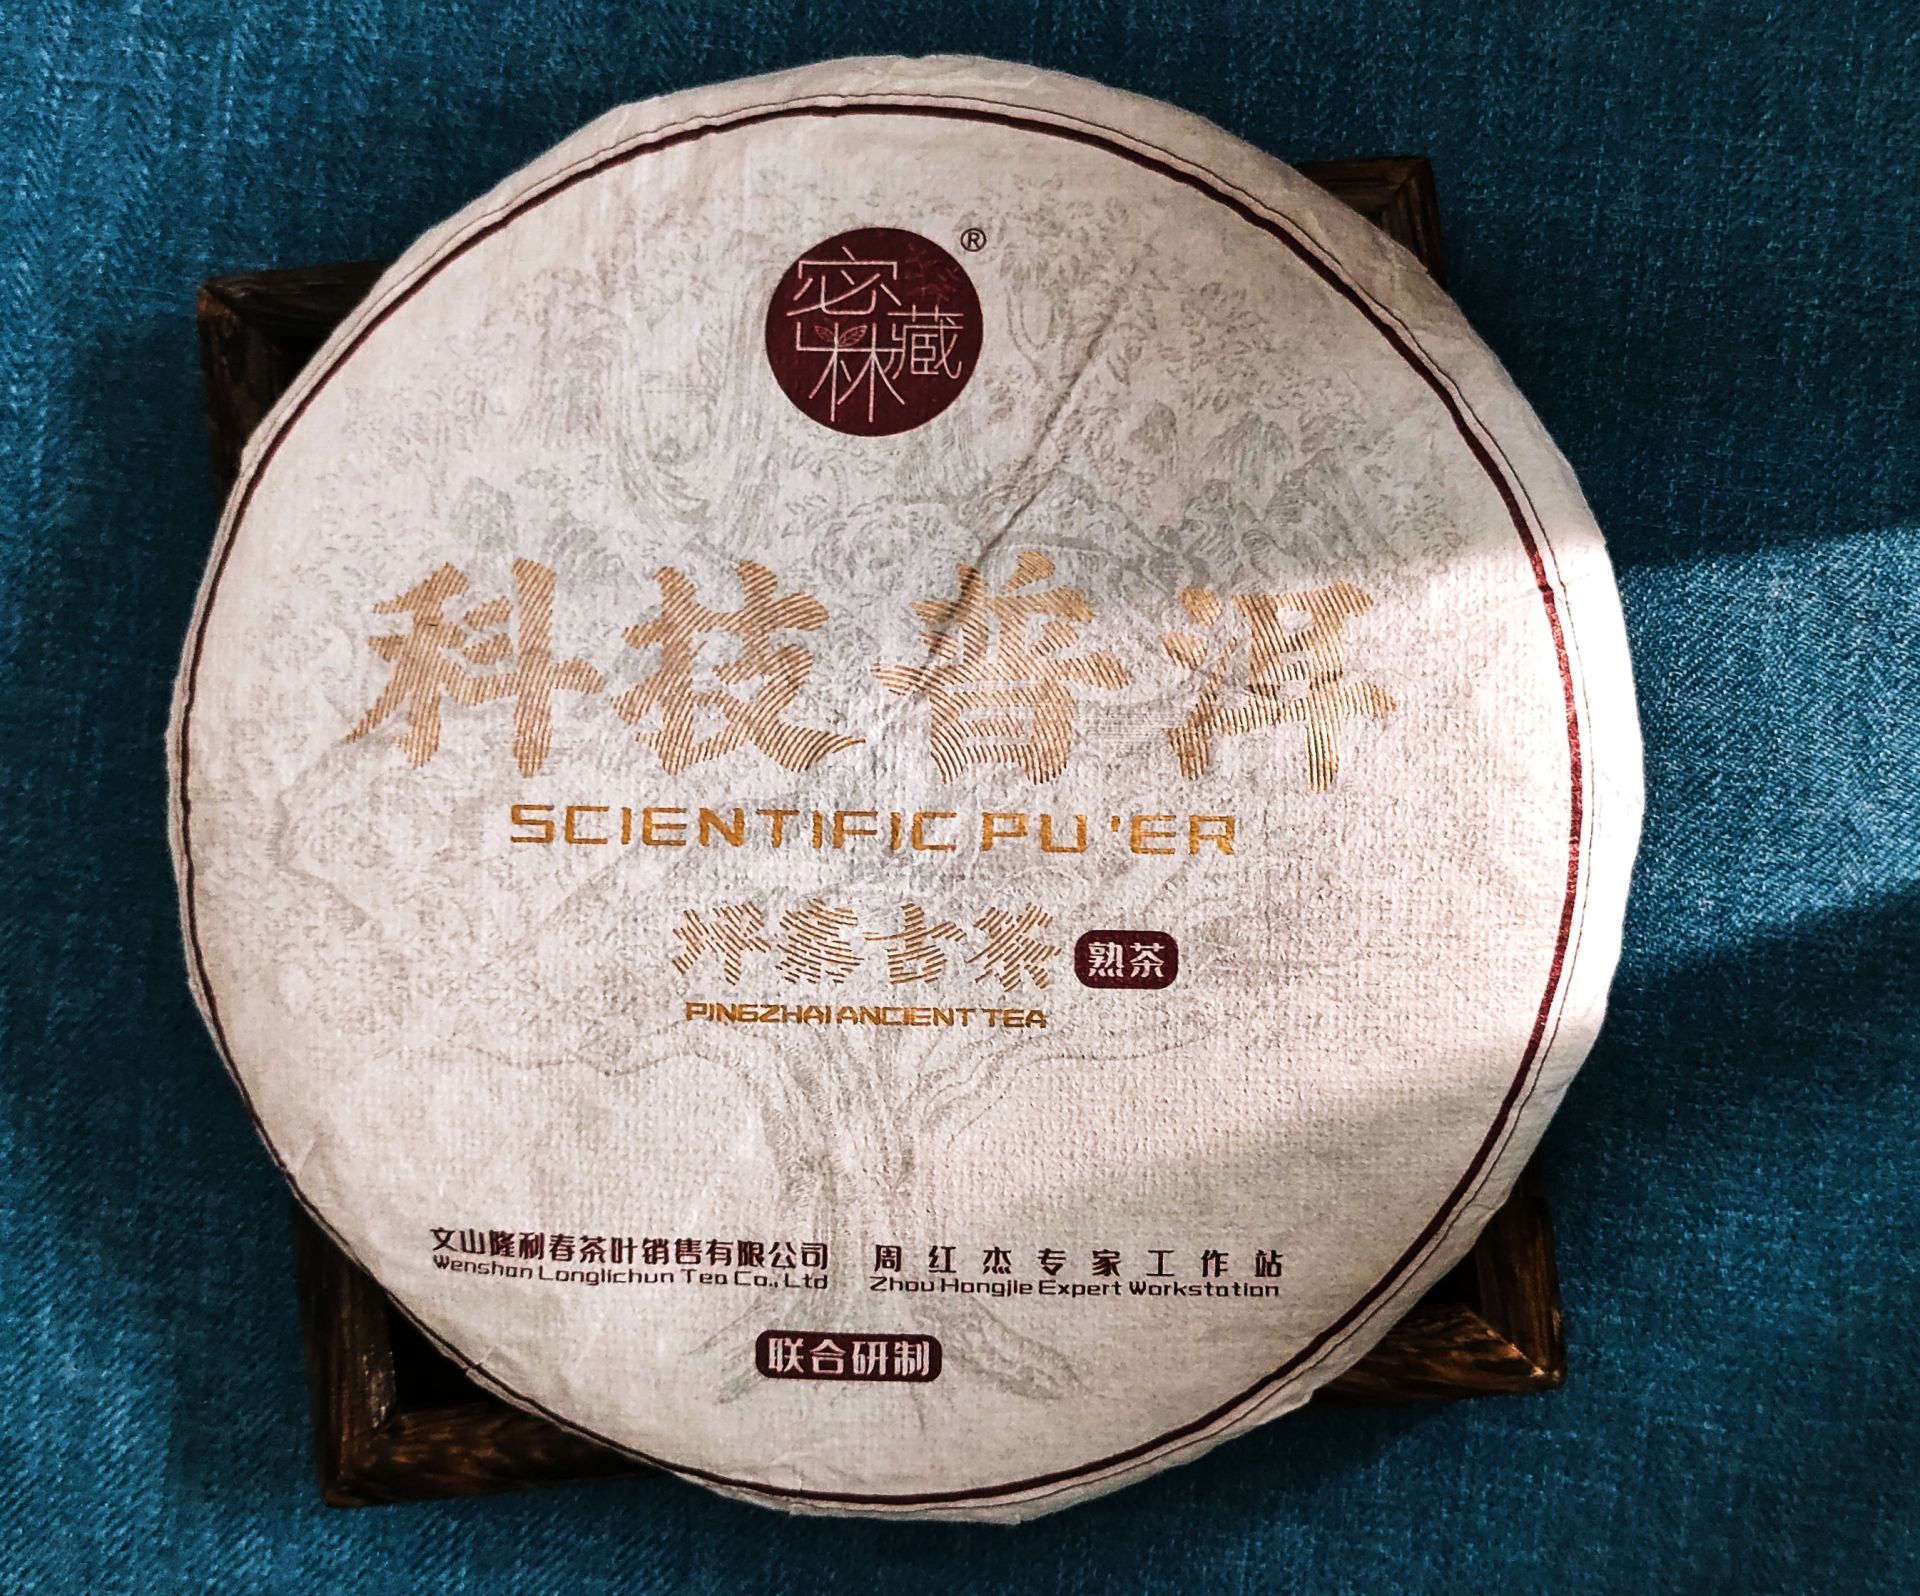 密林藏
®
科技普洱
SCIENTIFIC PU'ER
坪寨古茶
熟茶
PINGZHAI ANCIENT TEA
文山隆利春茶叶销售有限公司 周红杰专家工作站
Wenshan Longlichun Tea Co., Ltd Zhou Hongjie Expert Workstation
联合研制